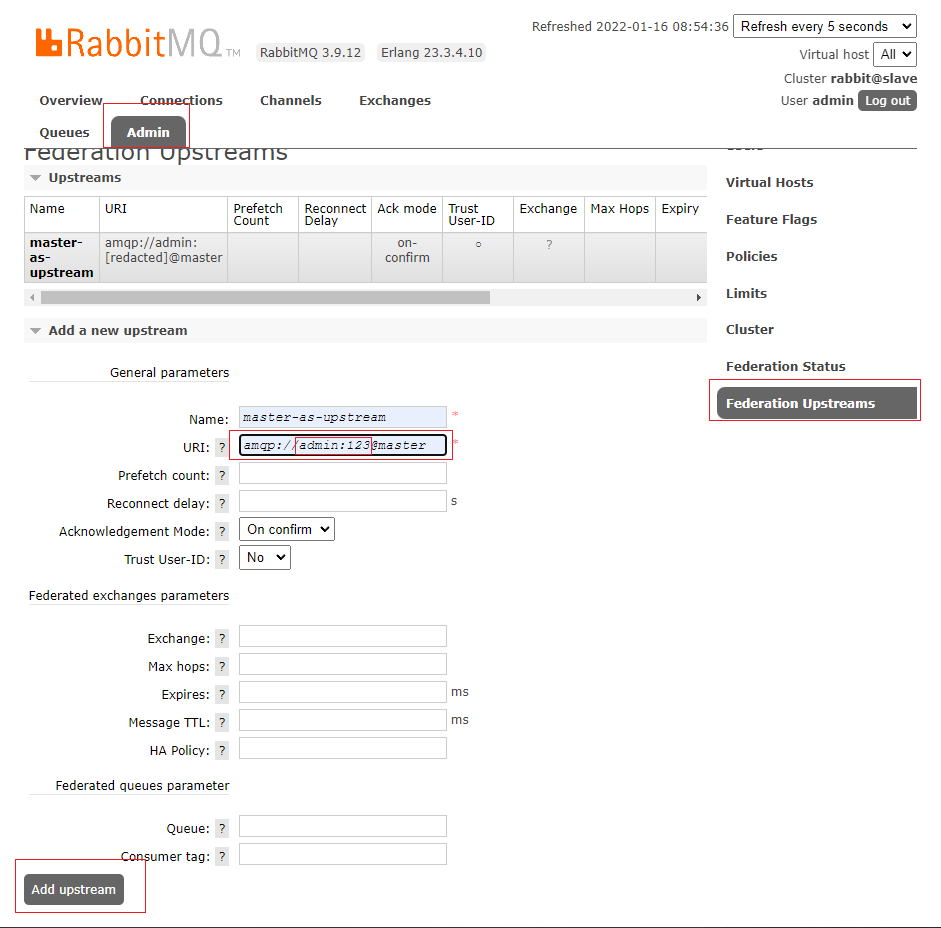 Refreshed 2022-01-16 08:54:36 Refresh every 5 seconds
RabbitMQ TM RabbitMQ 3.9.12 Erlang 23.3.4.10
Virtual host All
Cluster rabbit@slave
User admin Log out
Overview Connections Channels Exchanges
Queues Admin
Federation Upstreams
Upstreams
Name URI Prefetch Count Reconnect Delay Ack mode Trust User-ID Exchange Max Hops Expiry
master-as-upstream amqp://admin:[redacted]@master on-confirm ○ ?
Add a new upstream
General parameters
Name: master-as-upstream *
URI: ? amqp://admin:123@master *
Prefetch count: ?
Reconnect delay: ? s
Acknowledgement Mode: ? On confirm
Trust User-ID: ? No
Federated exchanges parameters
Exchange: ?
Max hops: ?
Expires: ? ms
Message TTL: ? ms
HA Policy: ?
Federated queues parameter
Queue: ?
Consumer tag: ?
Add upstream
Users
Virtual Hosts
Feature Flags
Policies
Limits
Cluster
Federation Status
Federation Upstreams